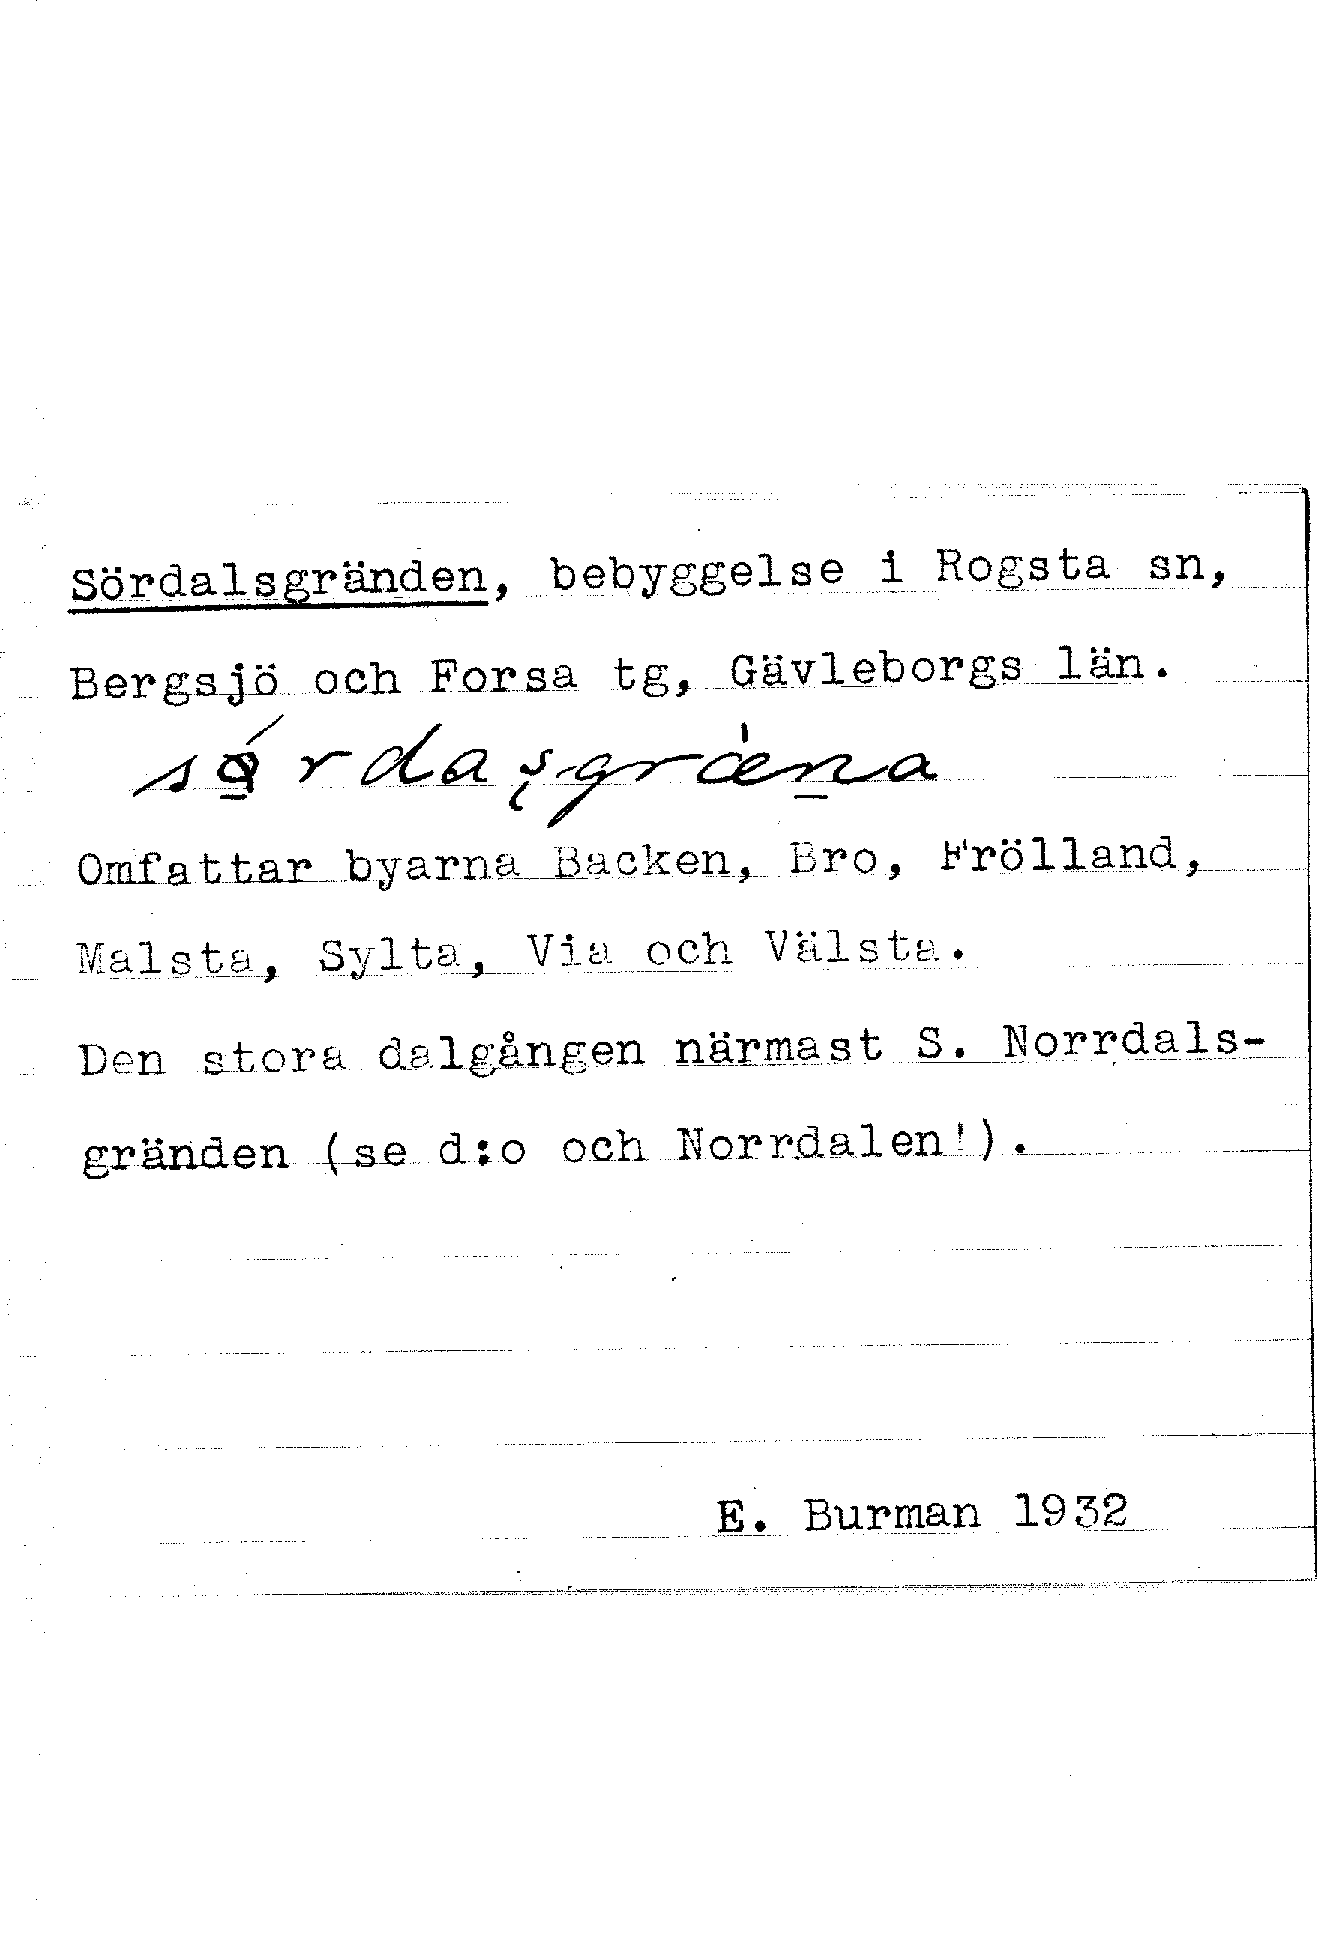 Sördalsgränden, bebyggelse i Rogsta sn,
Bergsjö och Forsa tg, Gävleborgs län.
Omfattar byarna Backen, Bro, Frölland,
Malsta, Sylta, Via och Välsta.
Den stora dalgången närmast S. Norrdals-
gränden (se d:o och Norrdalen!).
E. Burman 1932